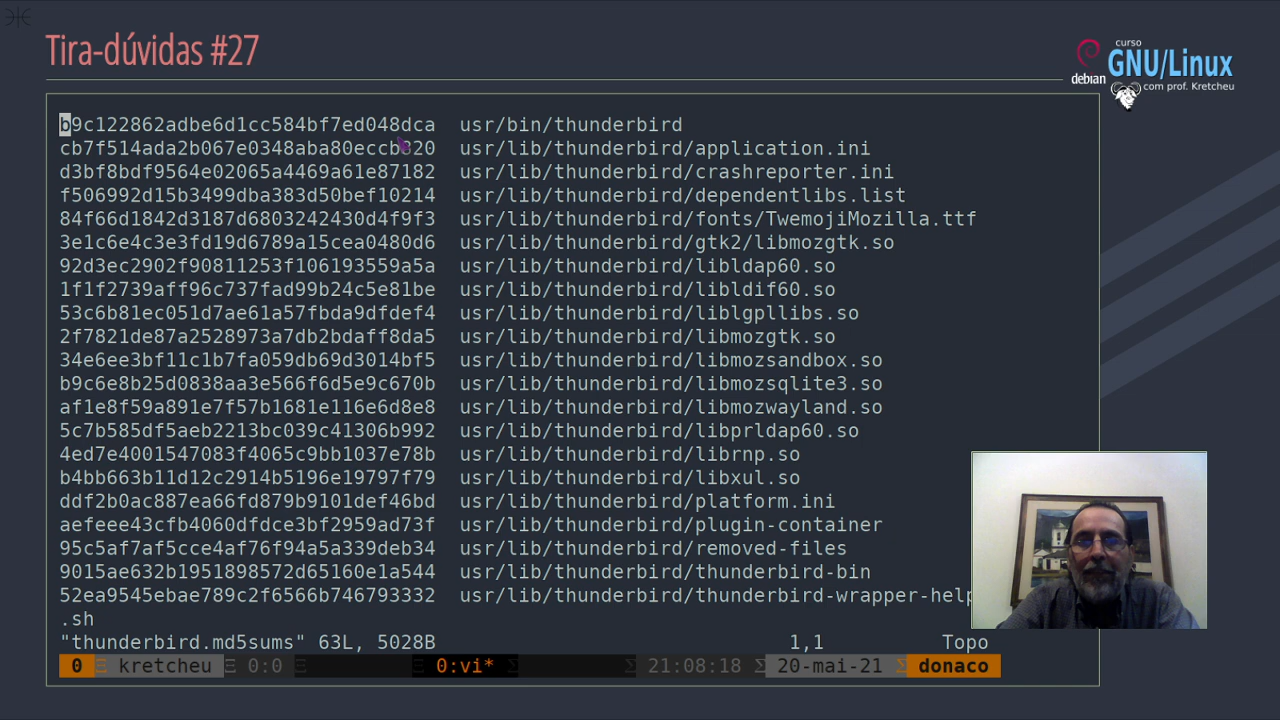 Tira-dúvidas #27
curso
GNU/Linux
debian
com prof. Kretcheu
b9c122862adbe6d1cc584bf7ed048dca usr/bin/thunderbird
cb7f514ada2b067e0348aba80eccb820 usr/lib/thunderbird/application.ini
d3bf8bdf9564e02065a4469a61e87182 usr/lib/thunderbird/crashreporter.ini
f506992d15b3499dba383d50bef10214 usr/lib/thunderbird/dependentlibs.list
84f66d1842d3187d6803242430d4f9f3 usr/lib/thunderbird/fonts/TwemojiMozilla.ttf
3e1c6e4c3e3fd19d6789a15cea0480d6 usr/lib/thunderbird/gtk2/libmozgtk.so
92d3ec2902f90811253f106193559a5a usr/lib/thunderbird/libldap60.so
1f1f2739aff96c737fad99b24c5e81be usr/lib/thunderbird/libldif60.so
53c6b81ec051d7ae61a57fbda9dfdef4 usr/lib/thunderbird/liblgpllibs.so
2f7821de87a2528973a7db2bdaff8da5 usr/lib/thunderbird/libmozgtk.so
34e6ee3bf11c1b7fa059db69d3014bf5 usr/lib/thunderbird/libmozsandbox.so
b9c6e8b25d0838aa3e566f6d5e9c670b usr/lib/thunderbird/libmozsqlite3.so
af1e8f59a891e7f57b1681e116e6d8e8 usr/lib/thunderbird/libmozwayland.so
5c7b585df5aeb2213bc039c41306b992 usr/lib/thunderbird/libprldap60.so
4ed7e4001547083f4065c9bb1037e78b usr/lib/thunderbird/librnp.so
b4bb663b11d12c2914b5196e19797f79 usr/lib/thunderbird/libxul.so
ddf2b0ac887ea66fd879b9101def46bd usr/lib/thunderbird/platform.ini
aefeee43cfb4060dfdce3bf2959ad73f usr/lib/thunderbird/plugin-container
95c5af7af5cce4af76f94a5a339deb34 usr/lib/thunderbird/removed-files
9015ae632b1951898572d65160e1a544 usr/lib/thunderbird/thunderbird-bin
52ea9545ebae789c2f6566b746793332 usr/lib/thunderbird/thunderbird-wrapper-help
.sh
"thunderbird.md5sums" 63L, 5028B 1,1 Topo
0 Ξ kretcheu Ξ 0:0 Ξ Ξ 0:vi* Σ Σ 21:08:18 Σ 20-mai-21 Σ donaco